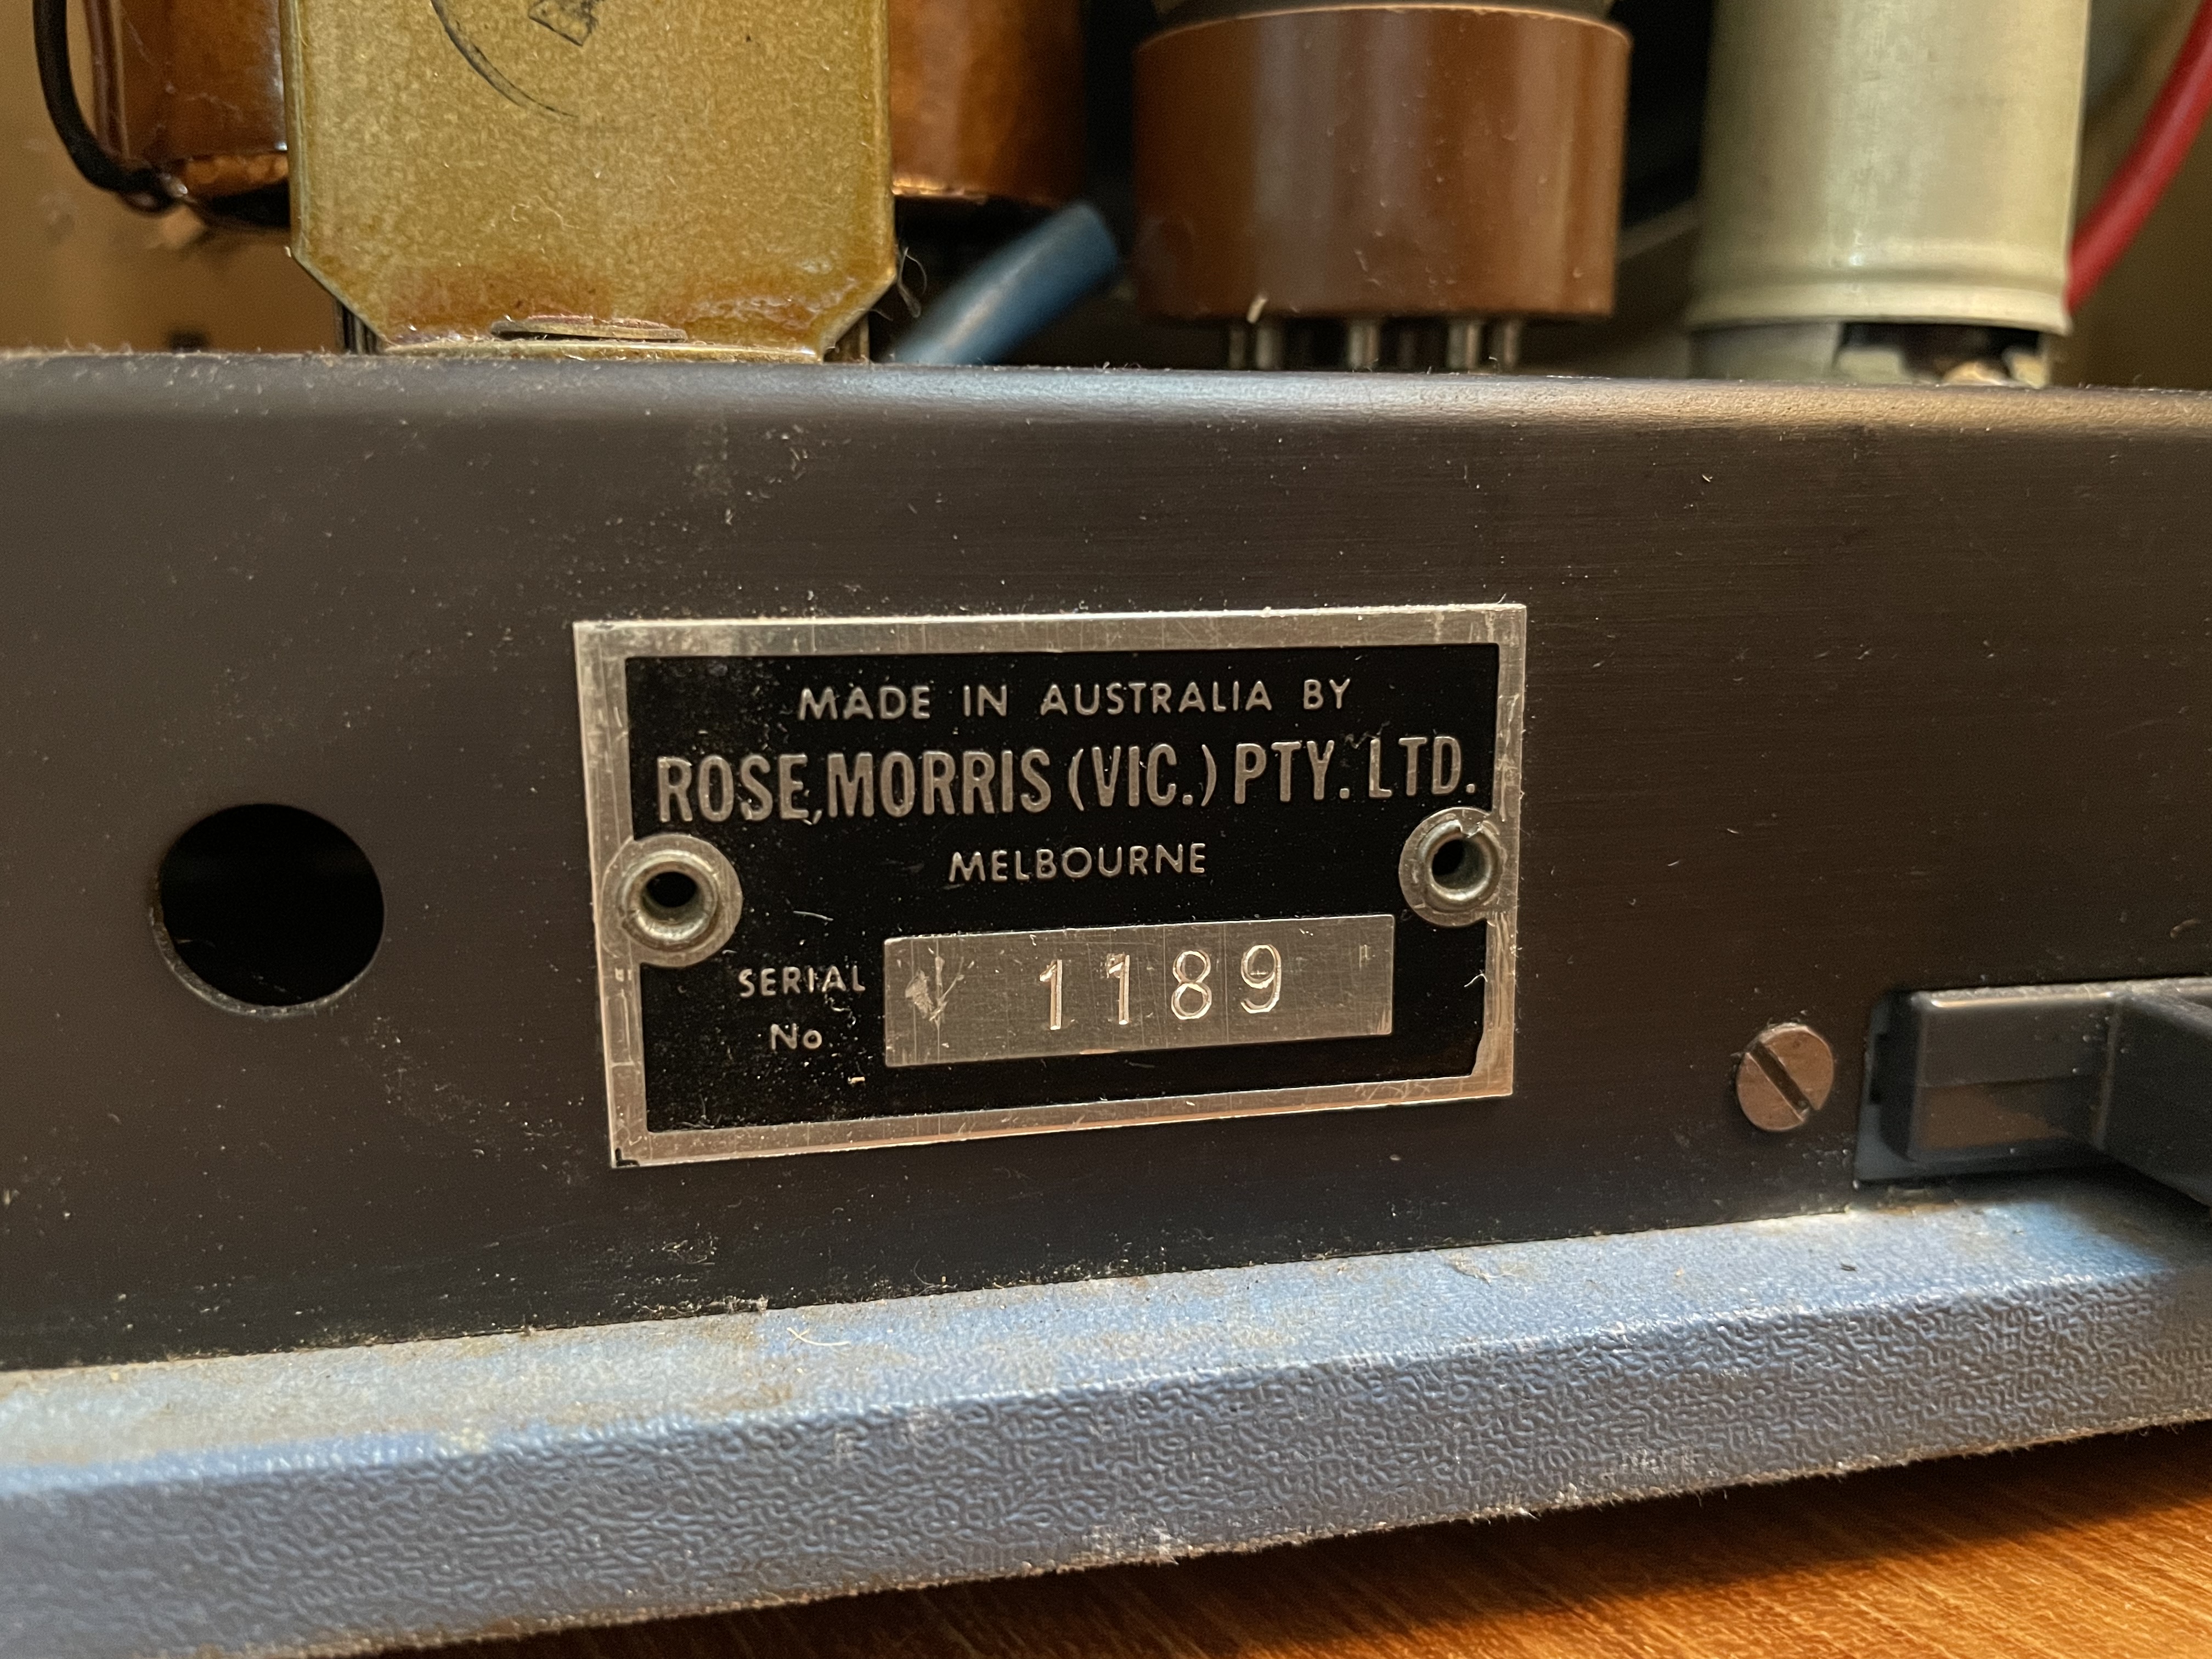 MADE IN AUSTRALIA BY
ROSE, MORRIS (VIC.) PTY. LTD.
MELBOURNE
SERIAL
No
1189